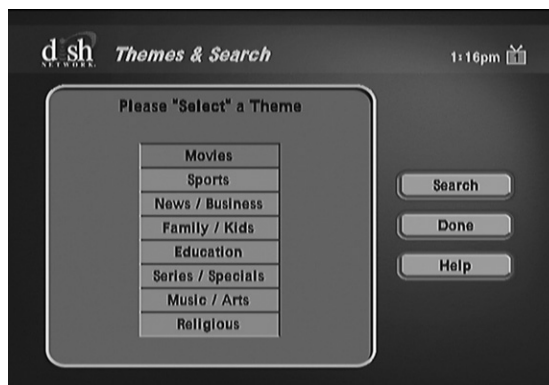 dish
NETWORK.
Themes & Search
1:16pm
1
Please "Select" a Theme
Movies
Sports
News / Business
Family / Kids
Education
Series / Specials
Music / Arts
Religious
Search
Done
Help